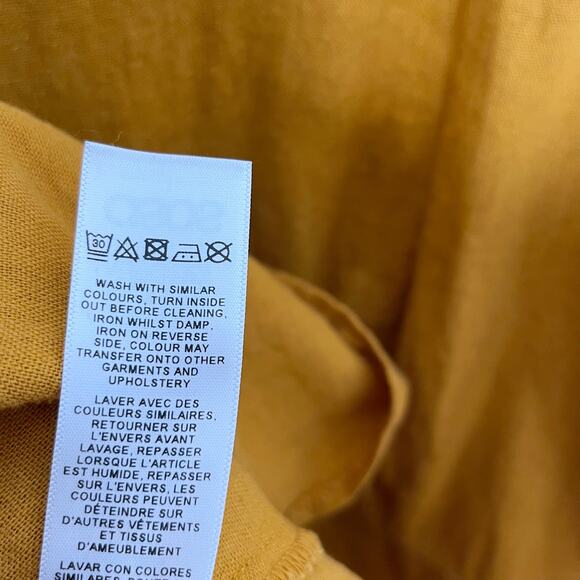 30
WASH WITH SIMILAR
COLOURS, TURN INSIDE
OUT BEFORE CLEANING,
IRON WHILST DAMP,
IRON ON REVERSE
SIDE, COLOUR MAY
TRANSFER ONTO OTHER
GARMENTS AND
UPHOLSTERY
LAVER AVEC DES
COULEURS SIMILAIRES,
RETOURNER SUR
L'ENVERS AVANT
LAVAGE, REPASSER
LORSQUE L'ARTICLE
EST HUMIDE, REPASSER
SUR L'ENVERS, LES
COULEURS PEUVENT
DÉTEINDRE SUR
D'AUTRES VÊTEMENTS
ET TISSUS
D'AMEUBLEMENT
LAVAR CON COLORES